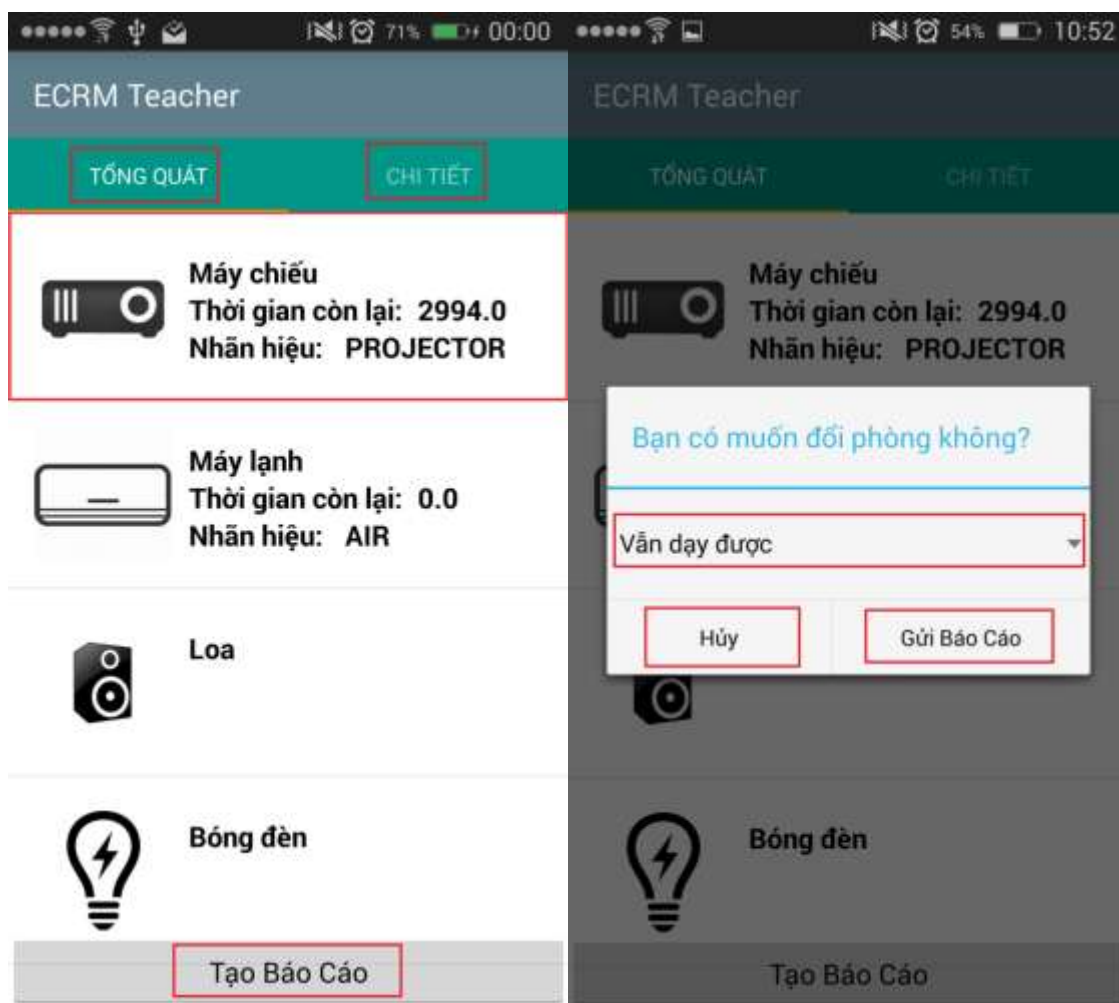 71% 00:00
ECRM Teacher
TỔNG QUÁT CHI TIẾT
Máy chiếu
Thời gian còn lại: 2994.0
Nhãn hiệu: PROJECTOR
Máy lạnh
Thời gian còn lại: 0.0
Nhãn hiệu: AIR
Loa
Bóng đèn
Tạo Báo Cáo
54% 10:52
ECRM Teacher
TỔNG QUÁT CHI TIẾT
Máy chiếu
Thời gian còn lại: 2994.0
Nhãn hiệu: PROJECTOR
Bạn có muốn đổi phòng không?
Vẫn dạy được
Hủy Gửi Báo Cáo
Bóng đèn
Tạo Báo Cáo